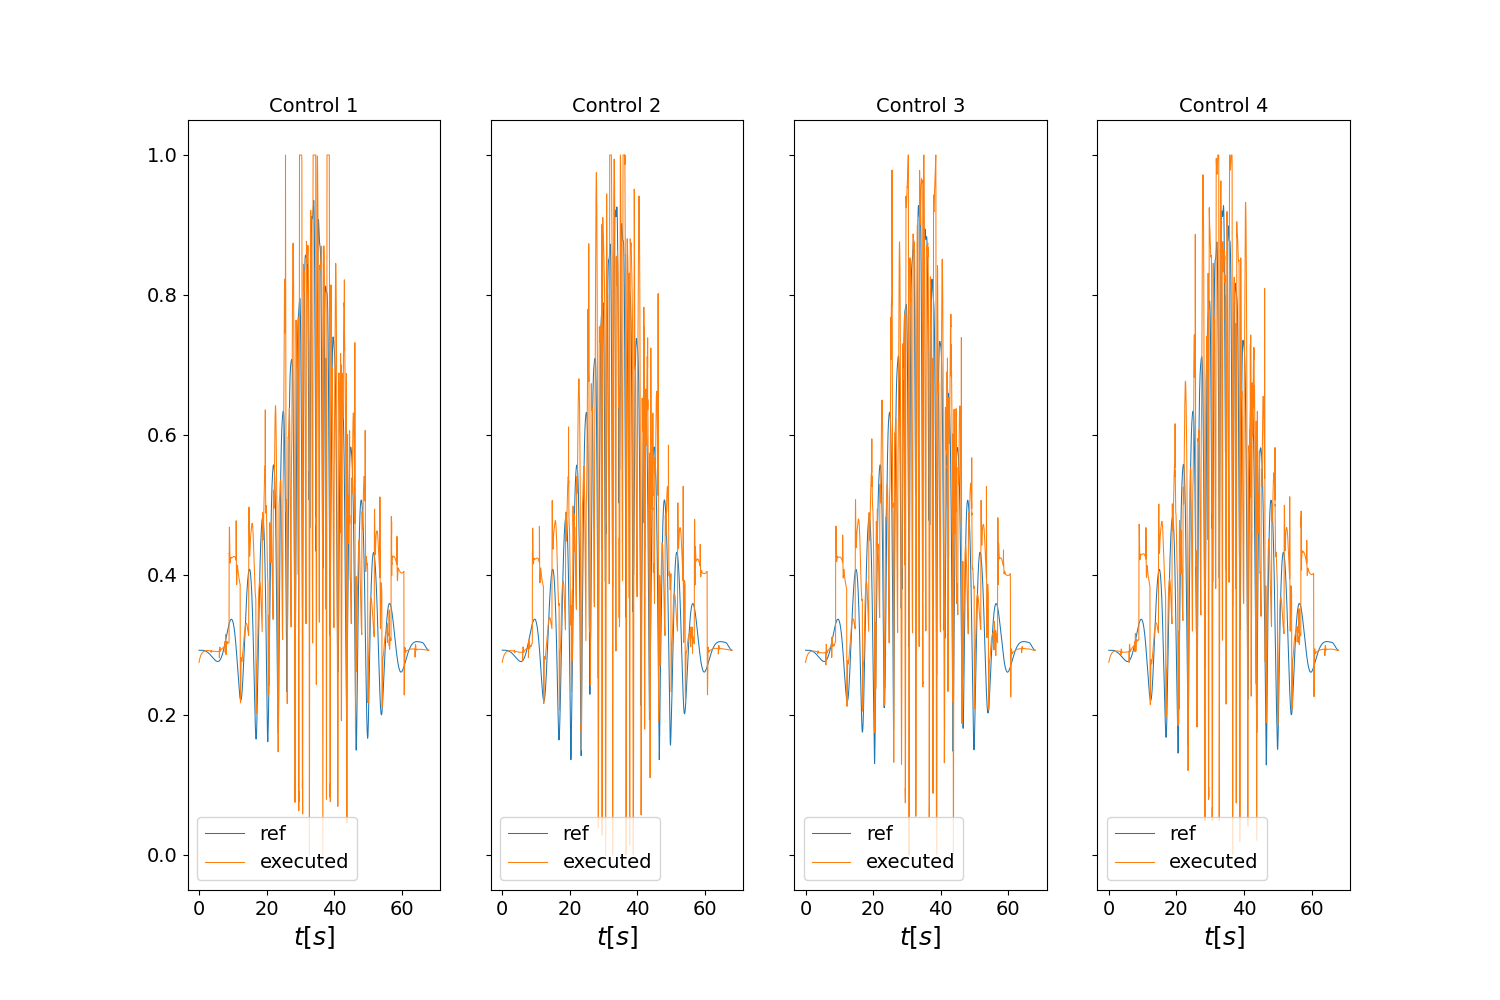 Control 1 Control 2 Control 3 Control 4
1.0
0.8
0.6
0.4
0.2
0.0
ref ref ref ref
executed executed executed executed
0 20 40 60 0 20 40 60 0 20 40 60 0 20 40 60
t[s] t[s] t[s] t[s]